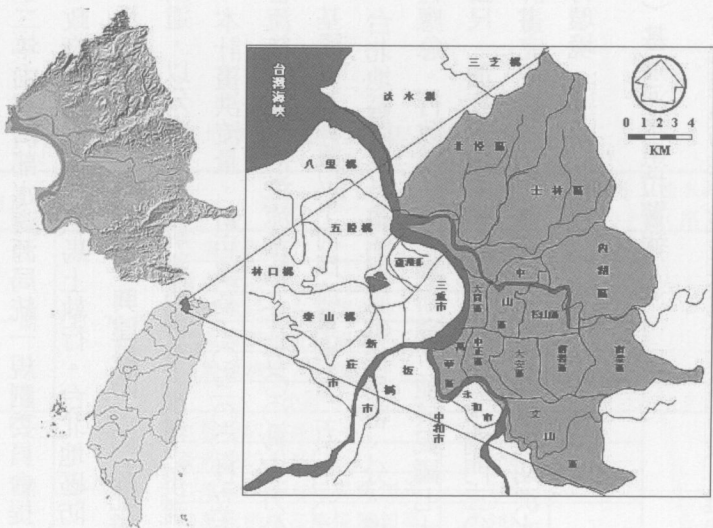 台灣海峽
三芝鄉
淡水鎮
0 1 2 3 4
KM
八里鄉
北投區
士林區
五股鄉
林口鄉
蘆洲市
三重市
泰山鄉
新莊市
板橋市
中和市
永和市
內湖區
中山區
大同區
松山區
萬華區
中正區
大安區
信義區
南港區
文山區